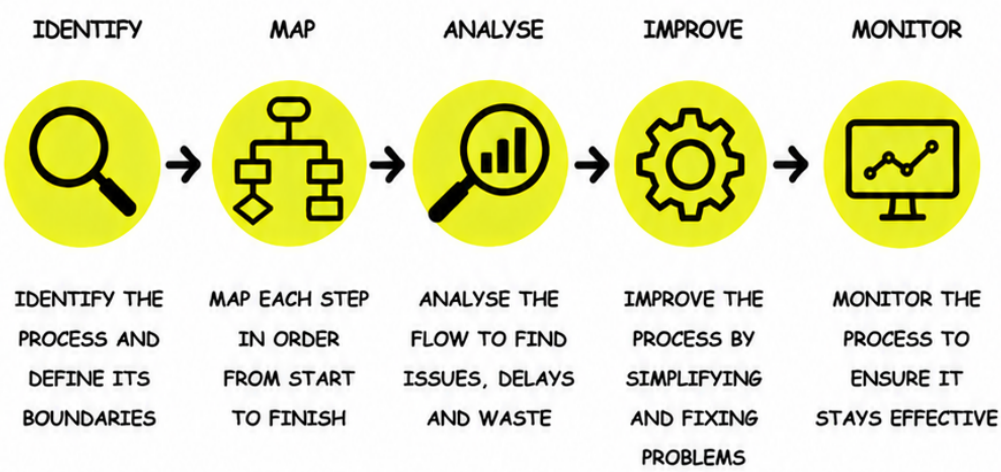 IDENTIFY
MAP
ANALYSE
IMPROVE
MONITOR
IDENTIFY THE
PROCESS AND
DEFINE ITS
BOUNDARIES
MAP EACH STEP
IN ORDER
FROM START
TO FINISH
ANALYSE THE
FLOW TO FIND
ISSUES, DELAYS
AND WASTE
IMPROVE THE
PROCESS BY
SIMPLIFYING
AND FIXING
PROBLEMS
MONITOR THE
PROCESS TO
ENSURE IT
STAYS EFFECTIVE